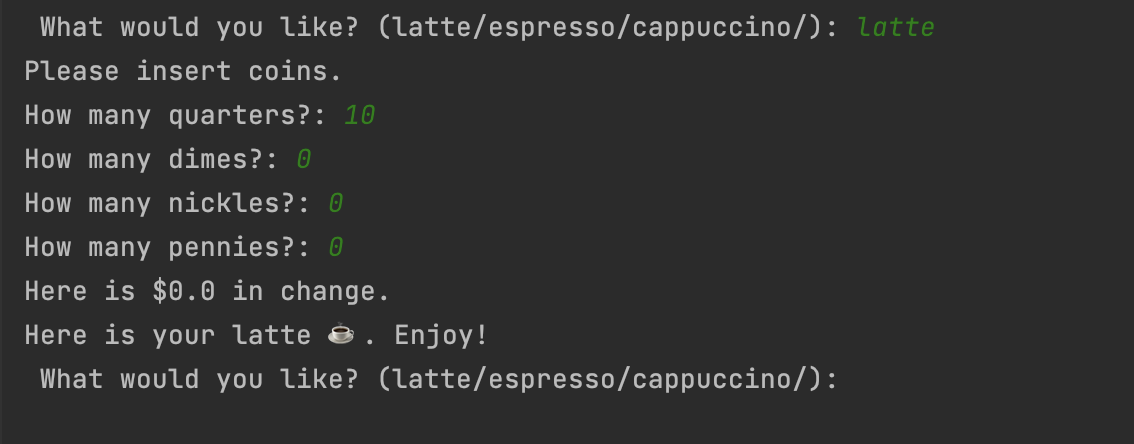 What would you like? (latte/espresso/cappuccino/): latte
Please insert coins.
How many quarters?: 10
How many dimes?: 0
How many nickles?: 0
How many pennies?: 0
Here is $0.0 in change.
Here is your latte ☕. Enjoy!
What would you like? (latte/espresso/cappuccino/):